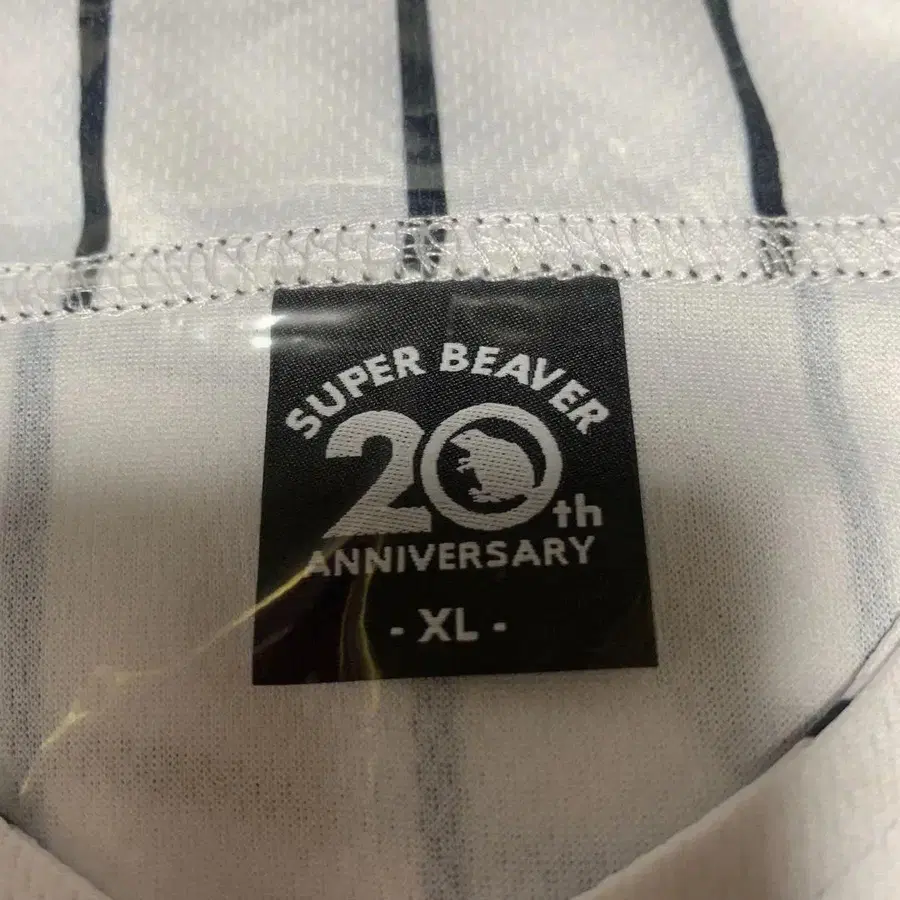 SUPER BEAVER
20th
ANNIVERSARY
- XL -